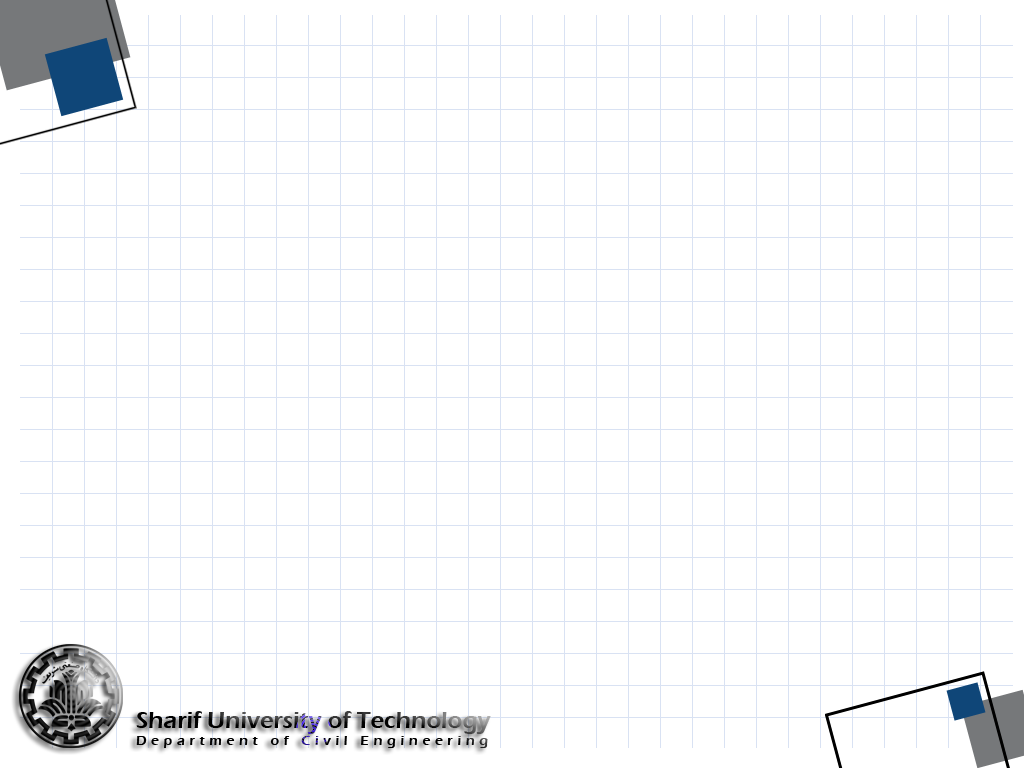 Sharif University of Technology
Department of Civil Engineering